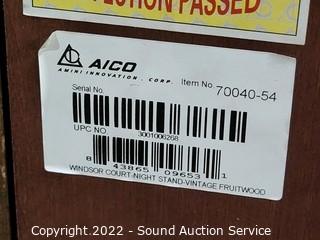 LECTION PASSED
AICO
AMINI INNOVATION. CORP.
Item No. 70040-54
Serial No.
3001006268
UPC NO.
8 43865 09653 1
WINDSOR COURT-NIGHT STAND-VINTAGE FRUITWOOD
Copyright 2022 - Sound Auction Service